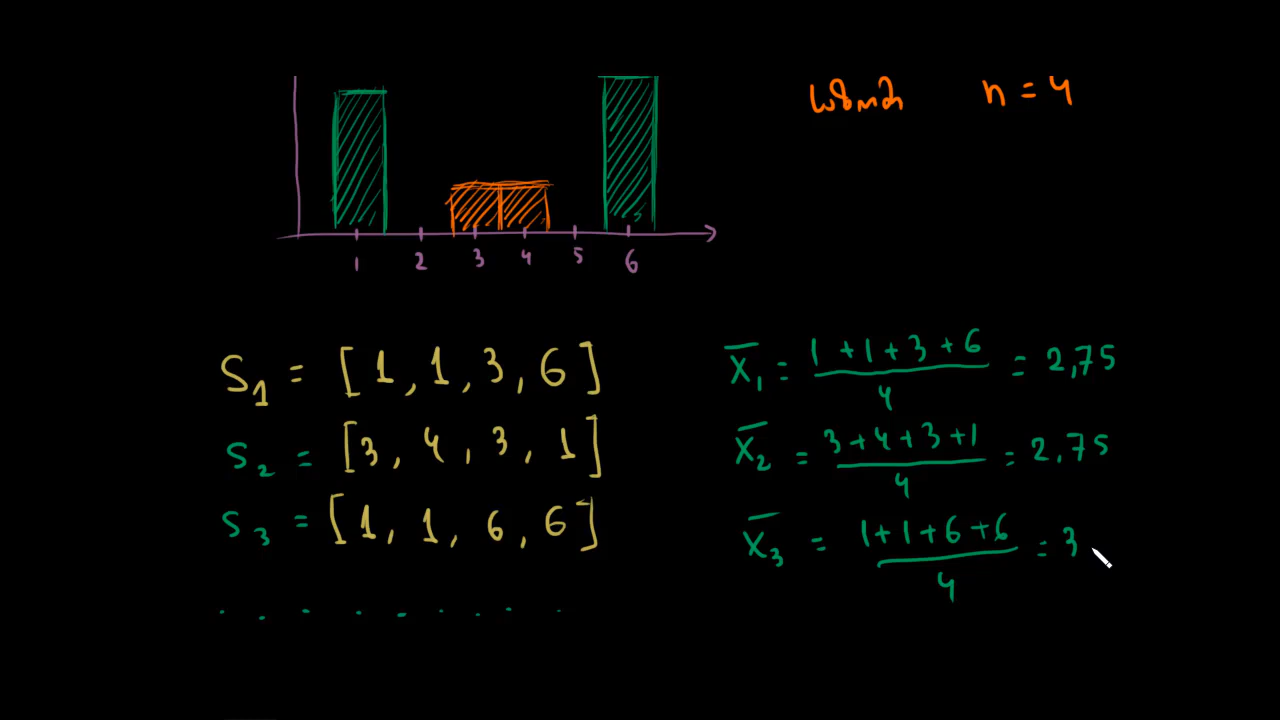 n = 4
1 2 3 4 5 6
S₁ = [1, 1, 3, 6]
X̅₁ = (1+1+3+6)/4 = 2,75
S₂ = [3, 4, 3, 1]
X̅₂ = (3+4+3+1)/4 = 2.75
S₃ = [1, 1, 6, 6]
X̅₃ = (1+1+6+6)/4 = 3